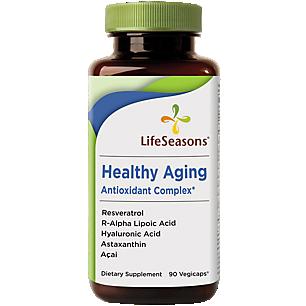 LifeSeasons®
Healthy Aging
Antioxidant Complex*
Resveratrol
R-Alpha Lipoic Acid
Hyaluronic Acid
Astaxanthin
Açai
Dietary Supplement 90 Vegicaps®